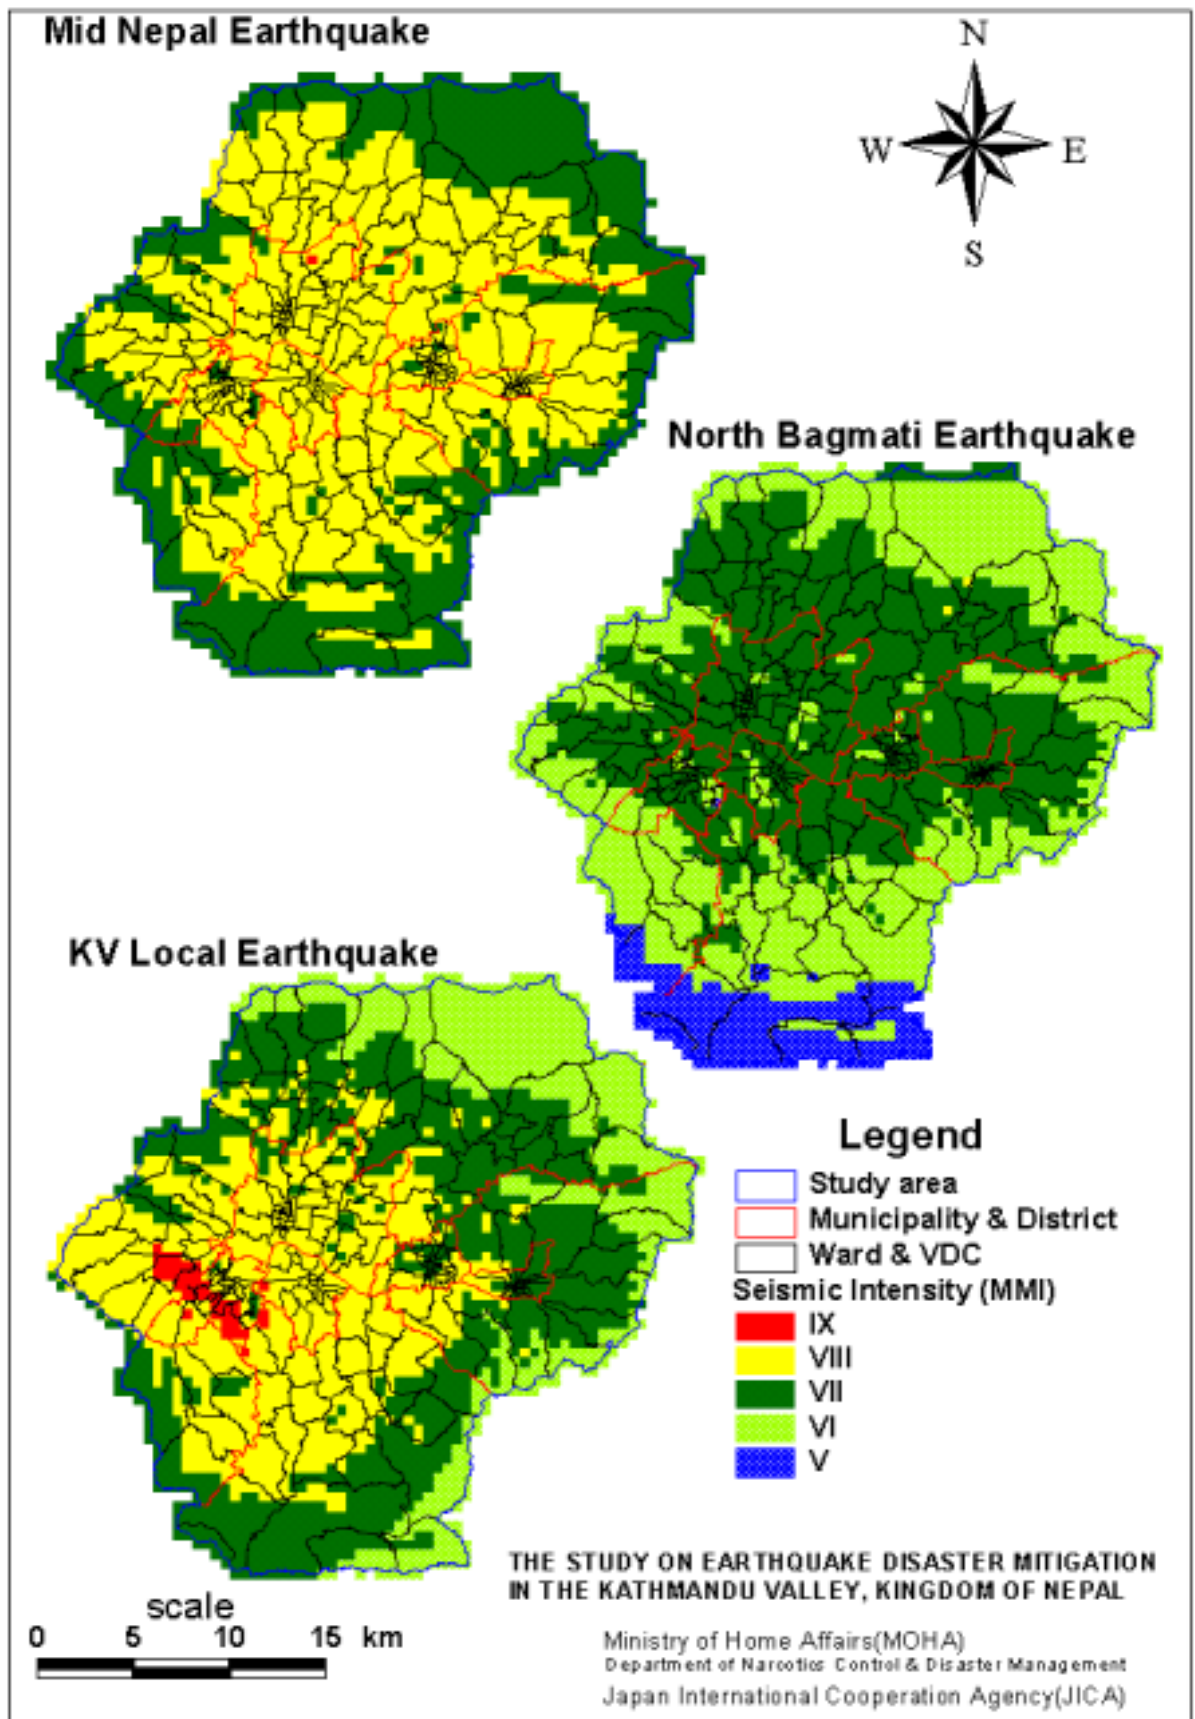 Mid Nepal Earthquake
N
W
E
S
North Bagmati Earthquake
KV Local Earthquake
Legend
Study area
Municipality & District
Ward & VDC
Seismic Intensity (MMI)
IX
VIII
VII
VI
V
THE STUDY ON EARTHQUAKE DISASTER MITIGATION
IN THE KATHMANDU VALLEY, KINGDOM OF NEPAL
scale
0 5 10 15 km
Ministry of Home Affairs(MOHA)
Department of Narcotics Control & Disaster Management
Japan International Cooperation Agency(JICA)